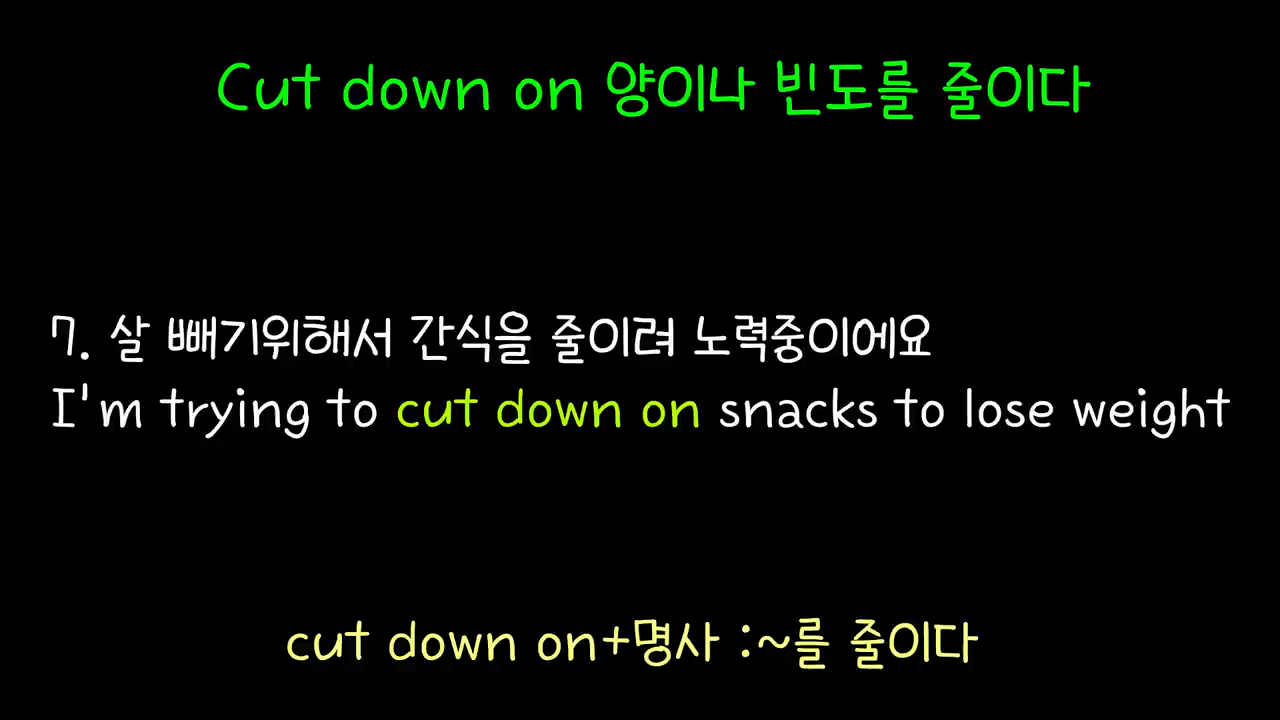 Cut down on 양이나 빈도를 줄이다
7. 살 빼기위해서 간식을 줄이려 노력중이에요
I'm trying to cut down on snacks to lose weight
cut down on+명사 :~를 줄이다